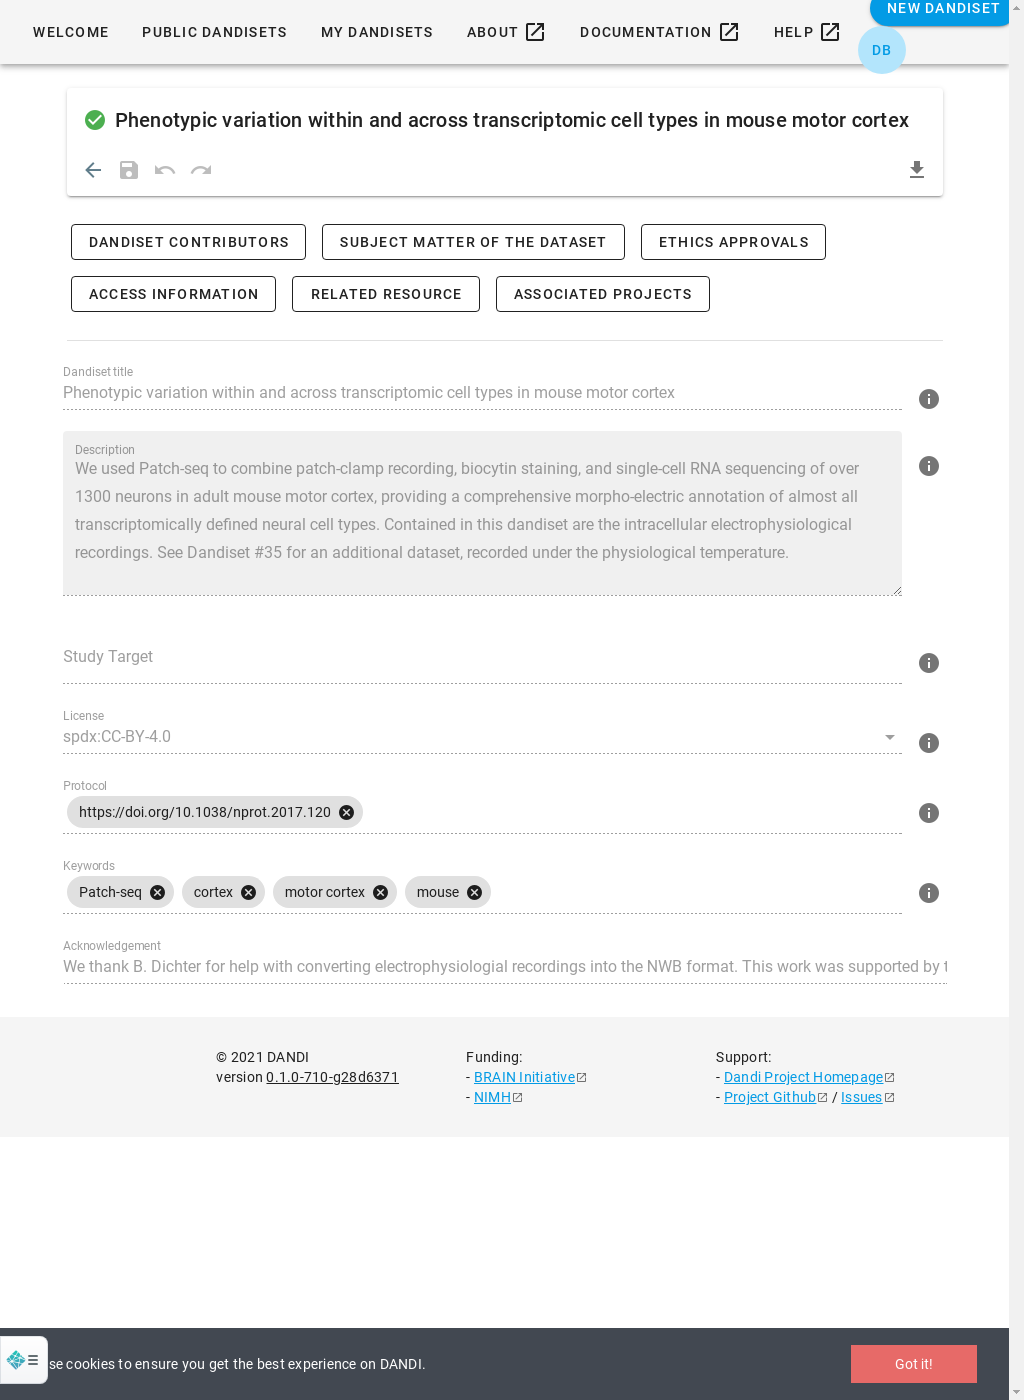 NEW DANDISET
WELCOME PUBLIC DANDISETS MY DANDISETS ABOUT DOCUMENTATION HELP
DB
Phenotypic variation within and across transcriptomic cell types in mouse motor cortex
DANDISET CONTRIBUTORS SUBJECT MATTER OF THE DATASET ETHICS APPROVALS
ACCESS INFORMATION RELATED RESOURCE ASSOCIATED PROJECTS
Dandiset title
Phenotypic variation within and across transcriptomic cell types in mouse motor cortex
Description
We used Patch-seq to combine patch-clamp recording, biocytin staining, and single-cell RNA sequencing of over
1300 neurons in adult mouse motor cortex, providing a comprehensive morpho-electric annotation of almost all
transcriptomically defined neural cell types. Contained in this dandiset are the intracellular electrophysiological
recordings. See Dandiset #35 for an additional dataset, recorded under the physiological temperature.
Study Target
License
spdx:CC-BY-4.0
Protocol
https://doi.org/10.1038/nprot.2017.120
Keywords
Patch-seq cortex motor cortex mouse
Acknowledgement
We thank B. Dichter for help with converting electrophysiologial recordings into the NWB format. This work was supported by t
© 2021 DANDI
version 0.1.0-710-g28d6371
Funding:
- BRAIN Initiative
- NIMH
Support:
- Dandi Project Homepage
- Project Github / Issues
se cookies to ensure you get the best experience on DANDI.
Got it!